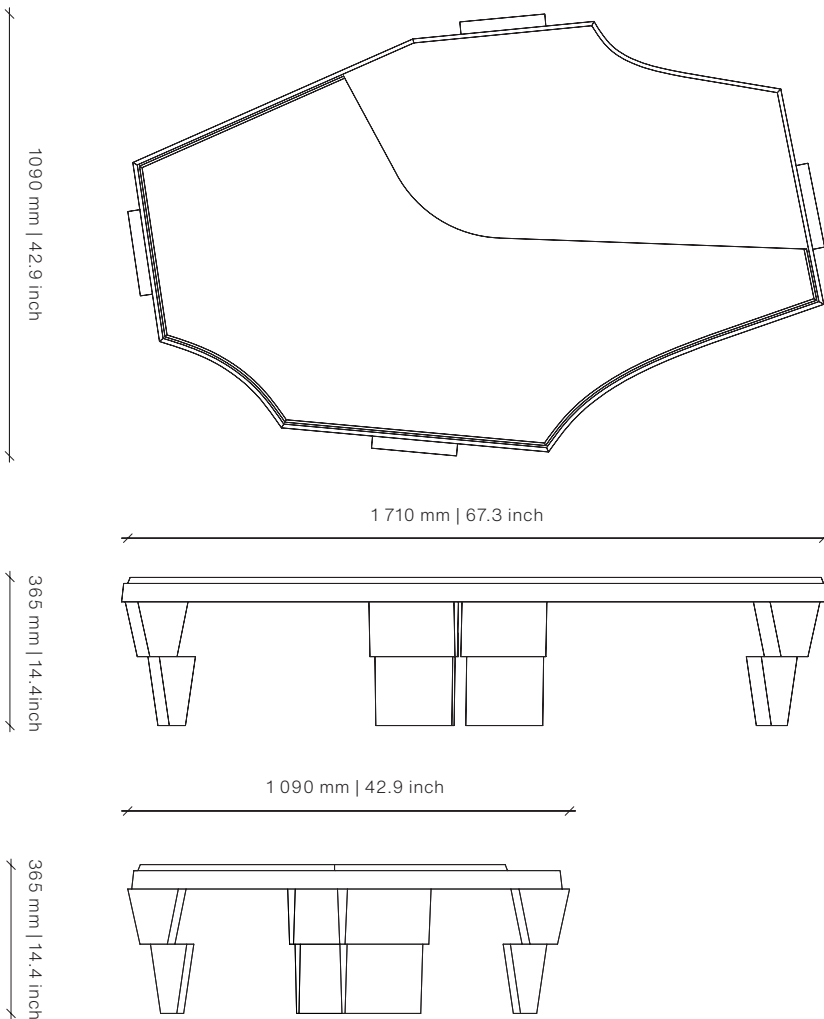 1090 mm | 42.9 inch
1 710 mm | 67.3 inch
365 mm | 14.4inch
1 090 mm | 42.9 inch
365 mm | 14.4 inch